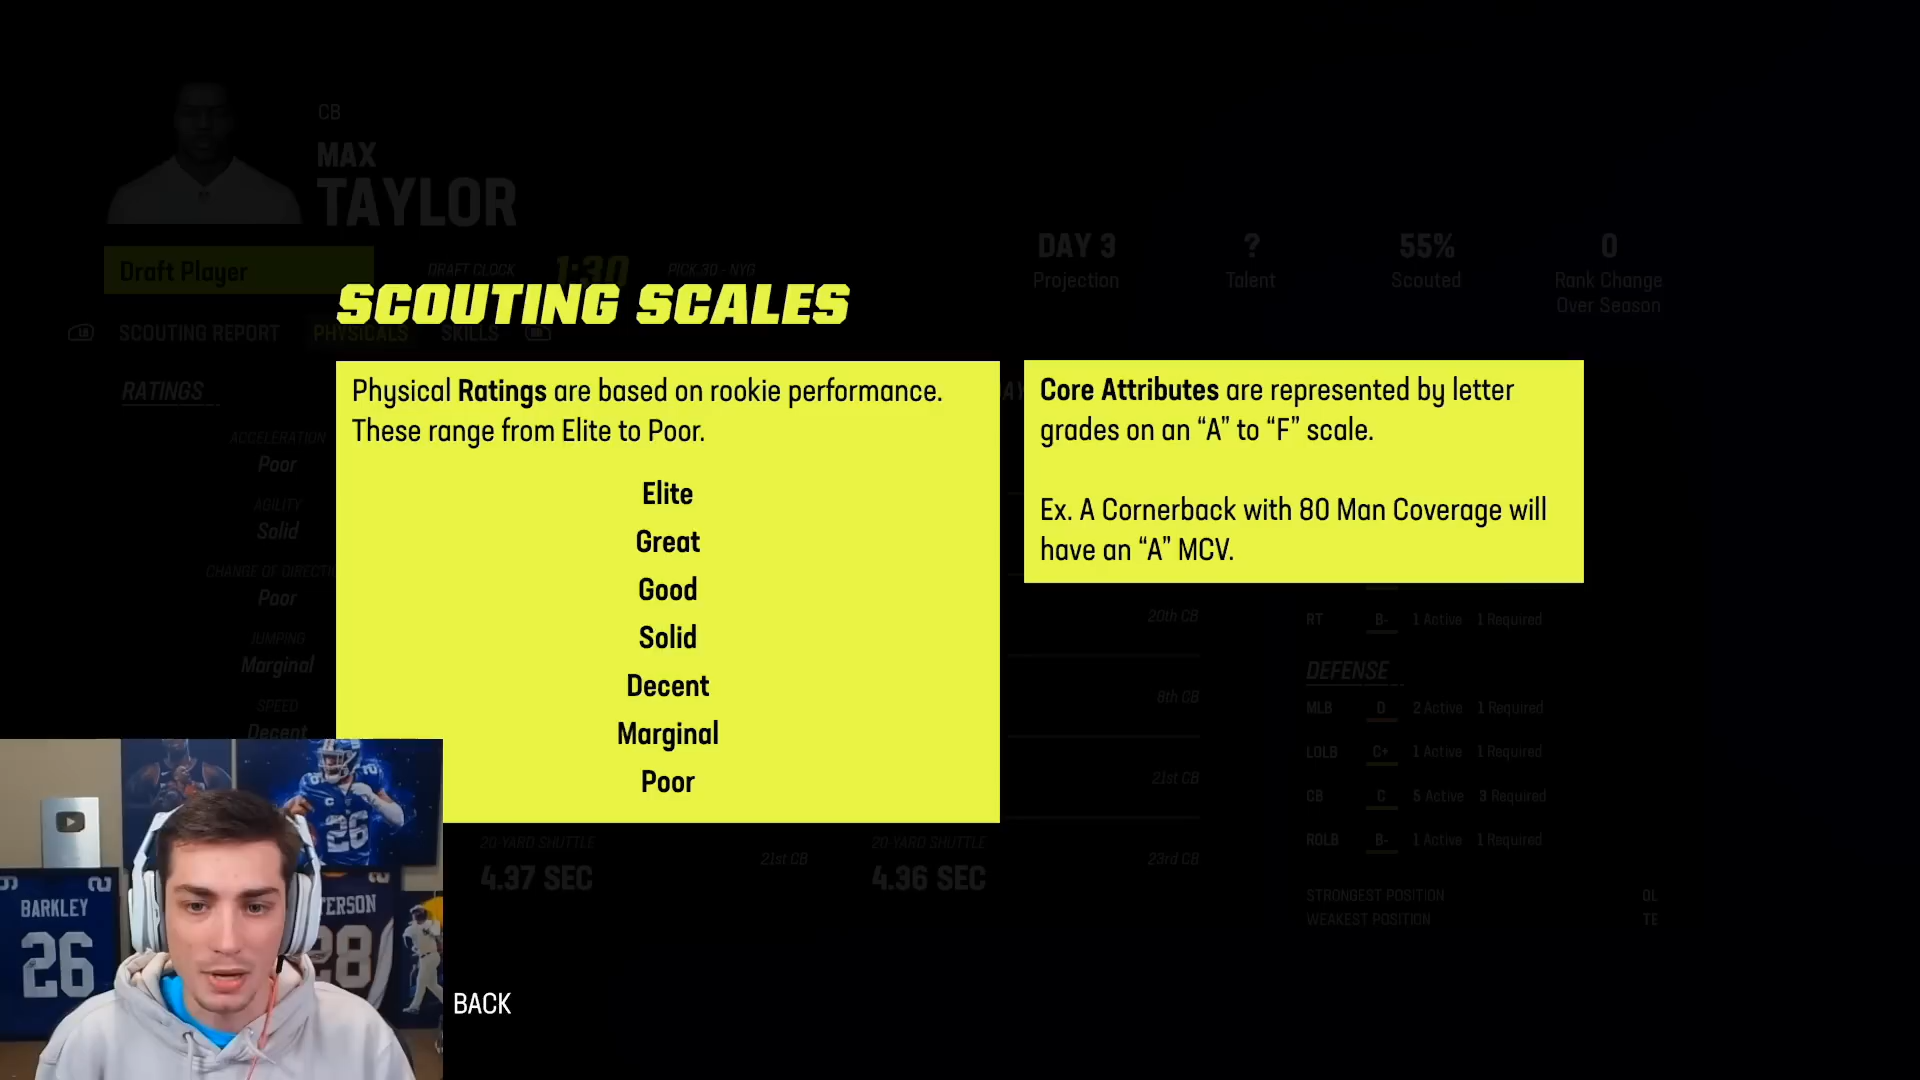 CB
MAX
TAYLOR
Draft Player
DRAFT CLOCK
1:30
PICK 30 - NYG
DAY 3
Projection
?
Talent
55%
Scouted
0
Rank Change
Over Season
SCOUTING SCALES
LB
SCOUTING REPORT
PHYSICALS
SKILLS
RATINGS
ACCELERATION
Poor
AGILITY
Solid
Poor
JUMPING
Marginal
SPEED
Decent
Physical Ratings are based on rookie performance.
These range from Elite to Poor.
Elite
Great
Good
Solid
Decent
Marginal
Poor
Core Attributes are represented by letter
grades on an “A” to “F” scale.
Ex. A Cornerback with 80 Man Coverage will
have an “A” MCV.
20th CB
8th CB
21st CB
RT B- 1 Active 1 Required
DEFENSE
MLB D 2 Active 1 Required
LOLB C+ 1 Active 1 Required
CB C 5 Active 3 Required
ROLB B- 1 Active 1 Required
20 YARD SHUTTLE
4.37 SEC
21st CB
20 YARD SHUTTLE
4.36 SEC
23rd CB
STRONGEST POSITION OL
WEAKEST POSITION TE
26
BARKLEY
26
TERSON
28
BACK